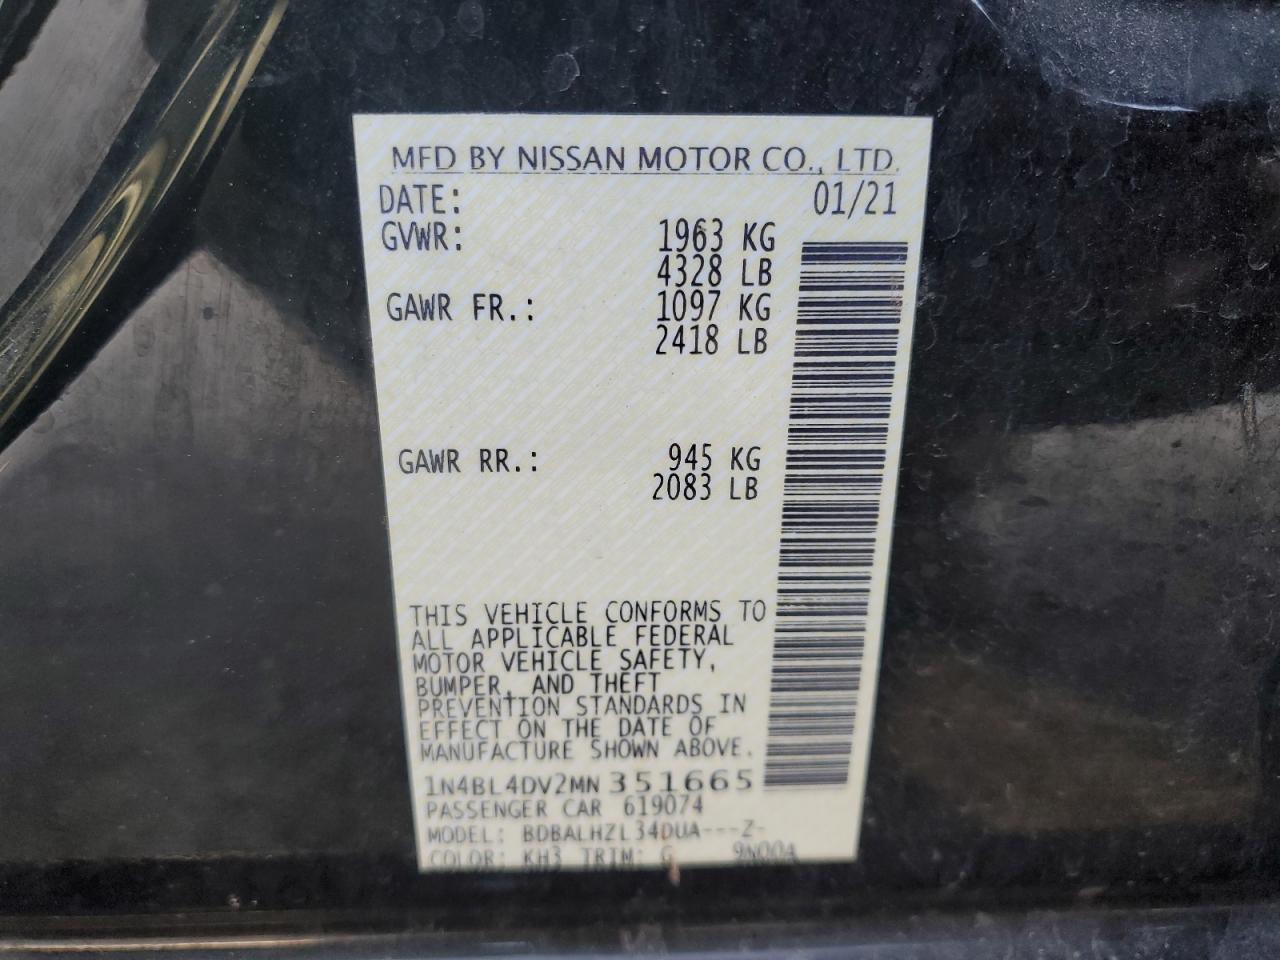 MFD BY NISSAN MOTOR CO., LTD.
DATE: 01/21
GVWR: 1963 KG
4328 LB
GAWR FR.: 1097 KG
2418 LB
GAWR RR.: 945 KG
2083 LB
THIS VEHICLE CONFORMS TO
ALL APPLICABLE FEDERAL
MOTOR VEHICLE SAFETY,
BUMPER, AND THEFT
PREVENTION STANDARDS IN
EFFECT ON THE DATE OF
MANUFACTURE SHOWN ABOVE.
1N4BL4DV2MN351665
PASSENGER CAR 619074
MODEL: BDBALHZL34DUA---Z-
COLOR: KH3 TRIM: G 9N00A